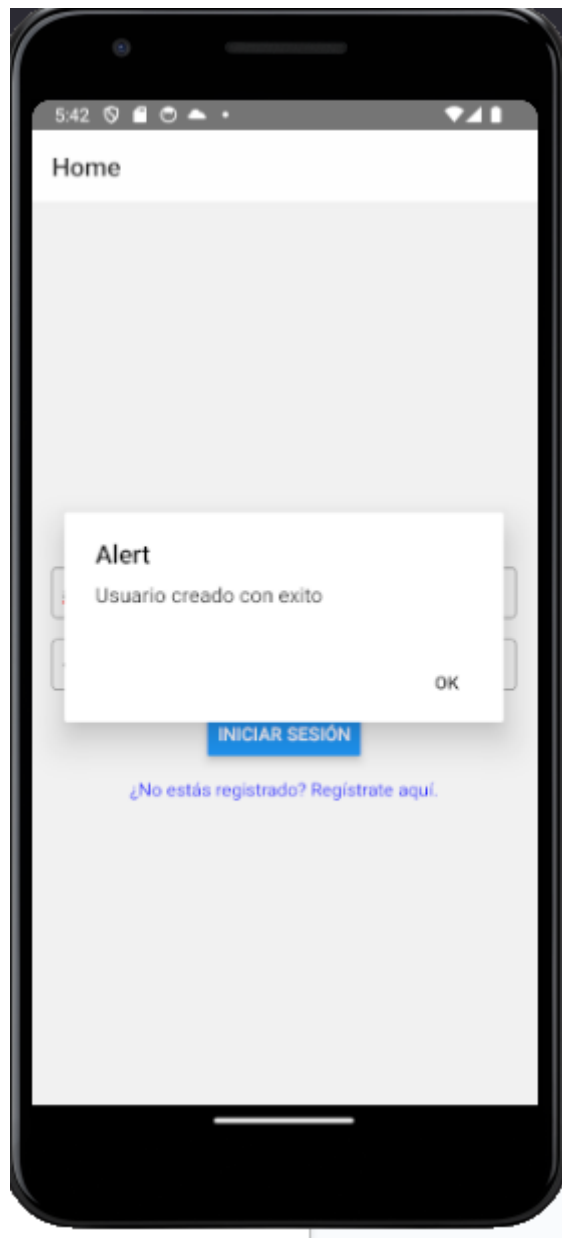 5:42
Home
Alert
Usuario creado con exito
OK
INICIAR SESIÓN
¿No estás registrado? Regístrate aquí.